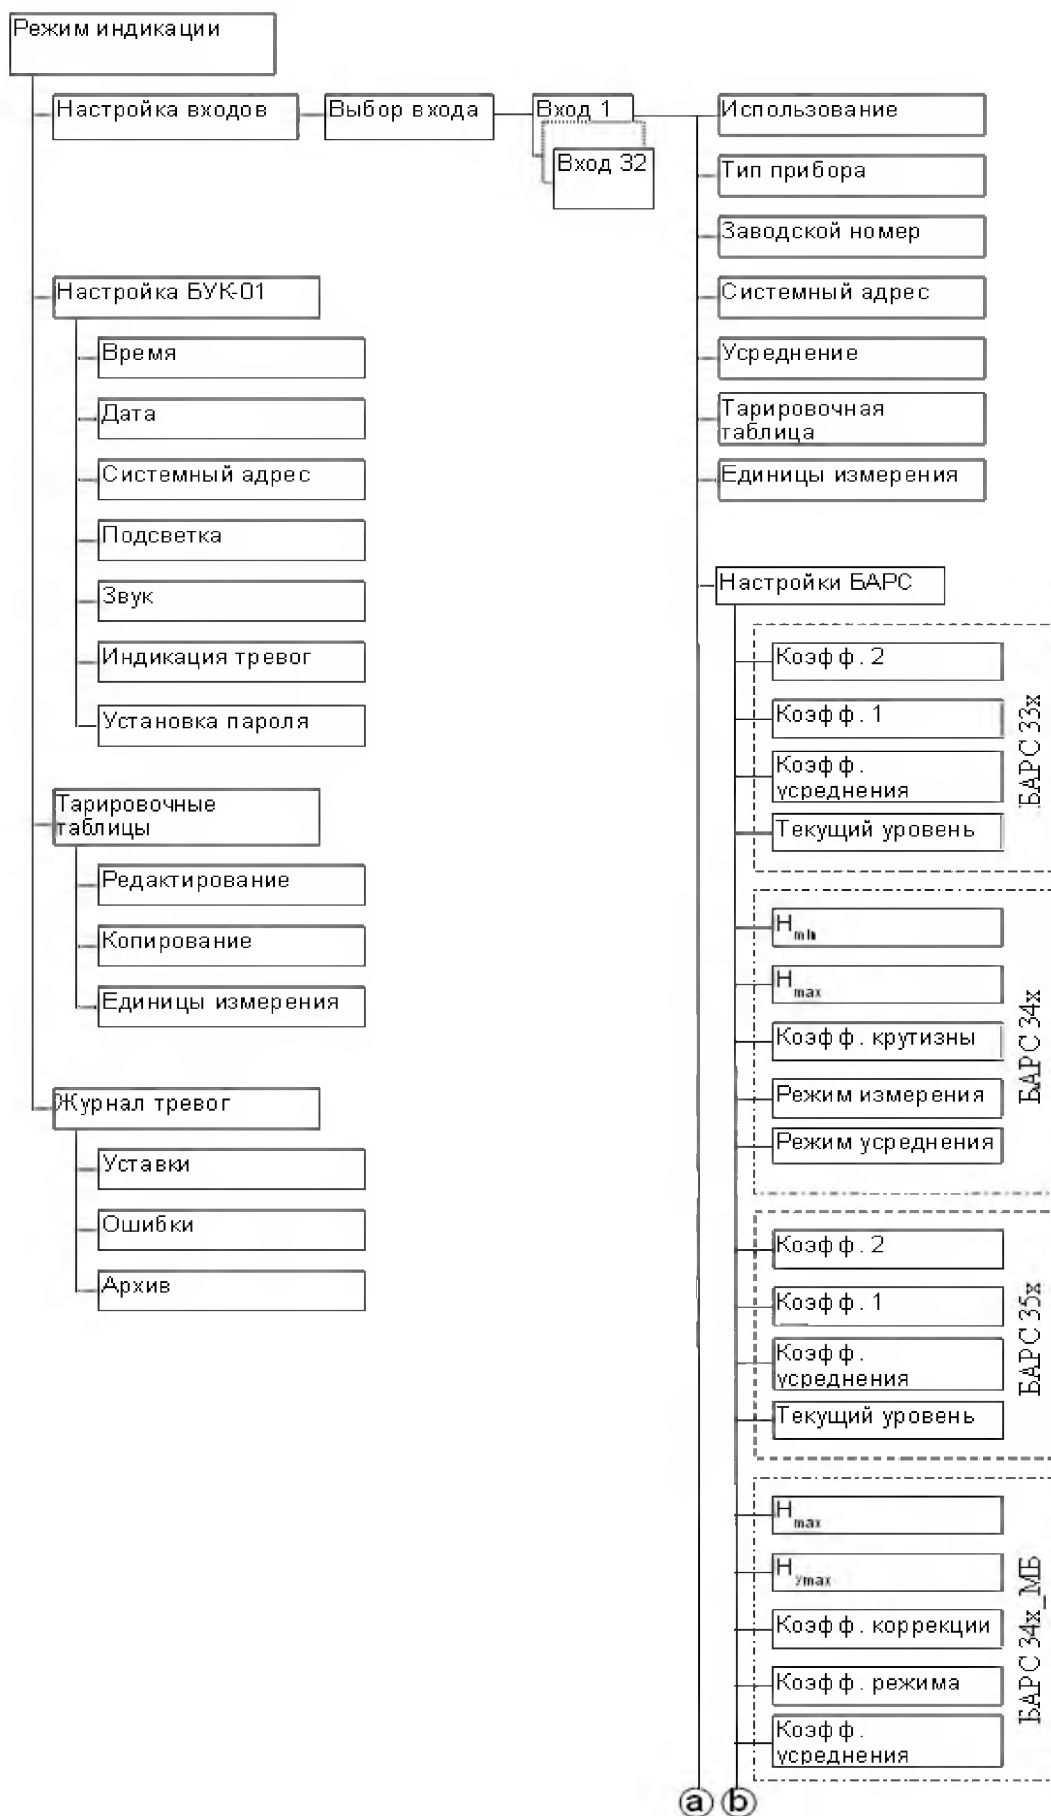 Режим индикации
Настройка входов
Выбор входа
Вход 1
Вход 32
Использование
Тип прибора
Заводской номер
Системный адрес
Усреднение
Тарировочная
таблица
Единицы измерения
Настройка БУК-01
Время
Дата
Системный адрес
Подсветка
Звук
Индикация тревог
Установка пароля
Тарировочные
таблицы
Редактирование
Копирование
Единицы измерения
Журнал тревог
Уставки
Ошибки
Архив
Настройки БАРС
Коэфф. 2
Коэфф. 1
Коэфф.
усреднения
Текущий уровень
БАРС 33х
H min
H max
Коэфф. крутизны
Режим измерения
Режим усреднения
БАРС 34х
Коэфф. 2
Коэфф. 1
Коэфф.
усреднения
Текущий уровень
БАРС 35х
H max
H ymax
Коэфф. коррекции
Коэфф. режима
Коэфф.
усреднения
БАРС 34х_МБ
a b